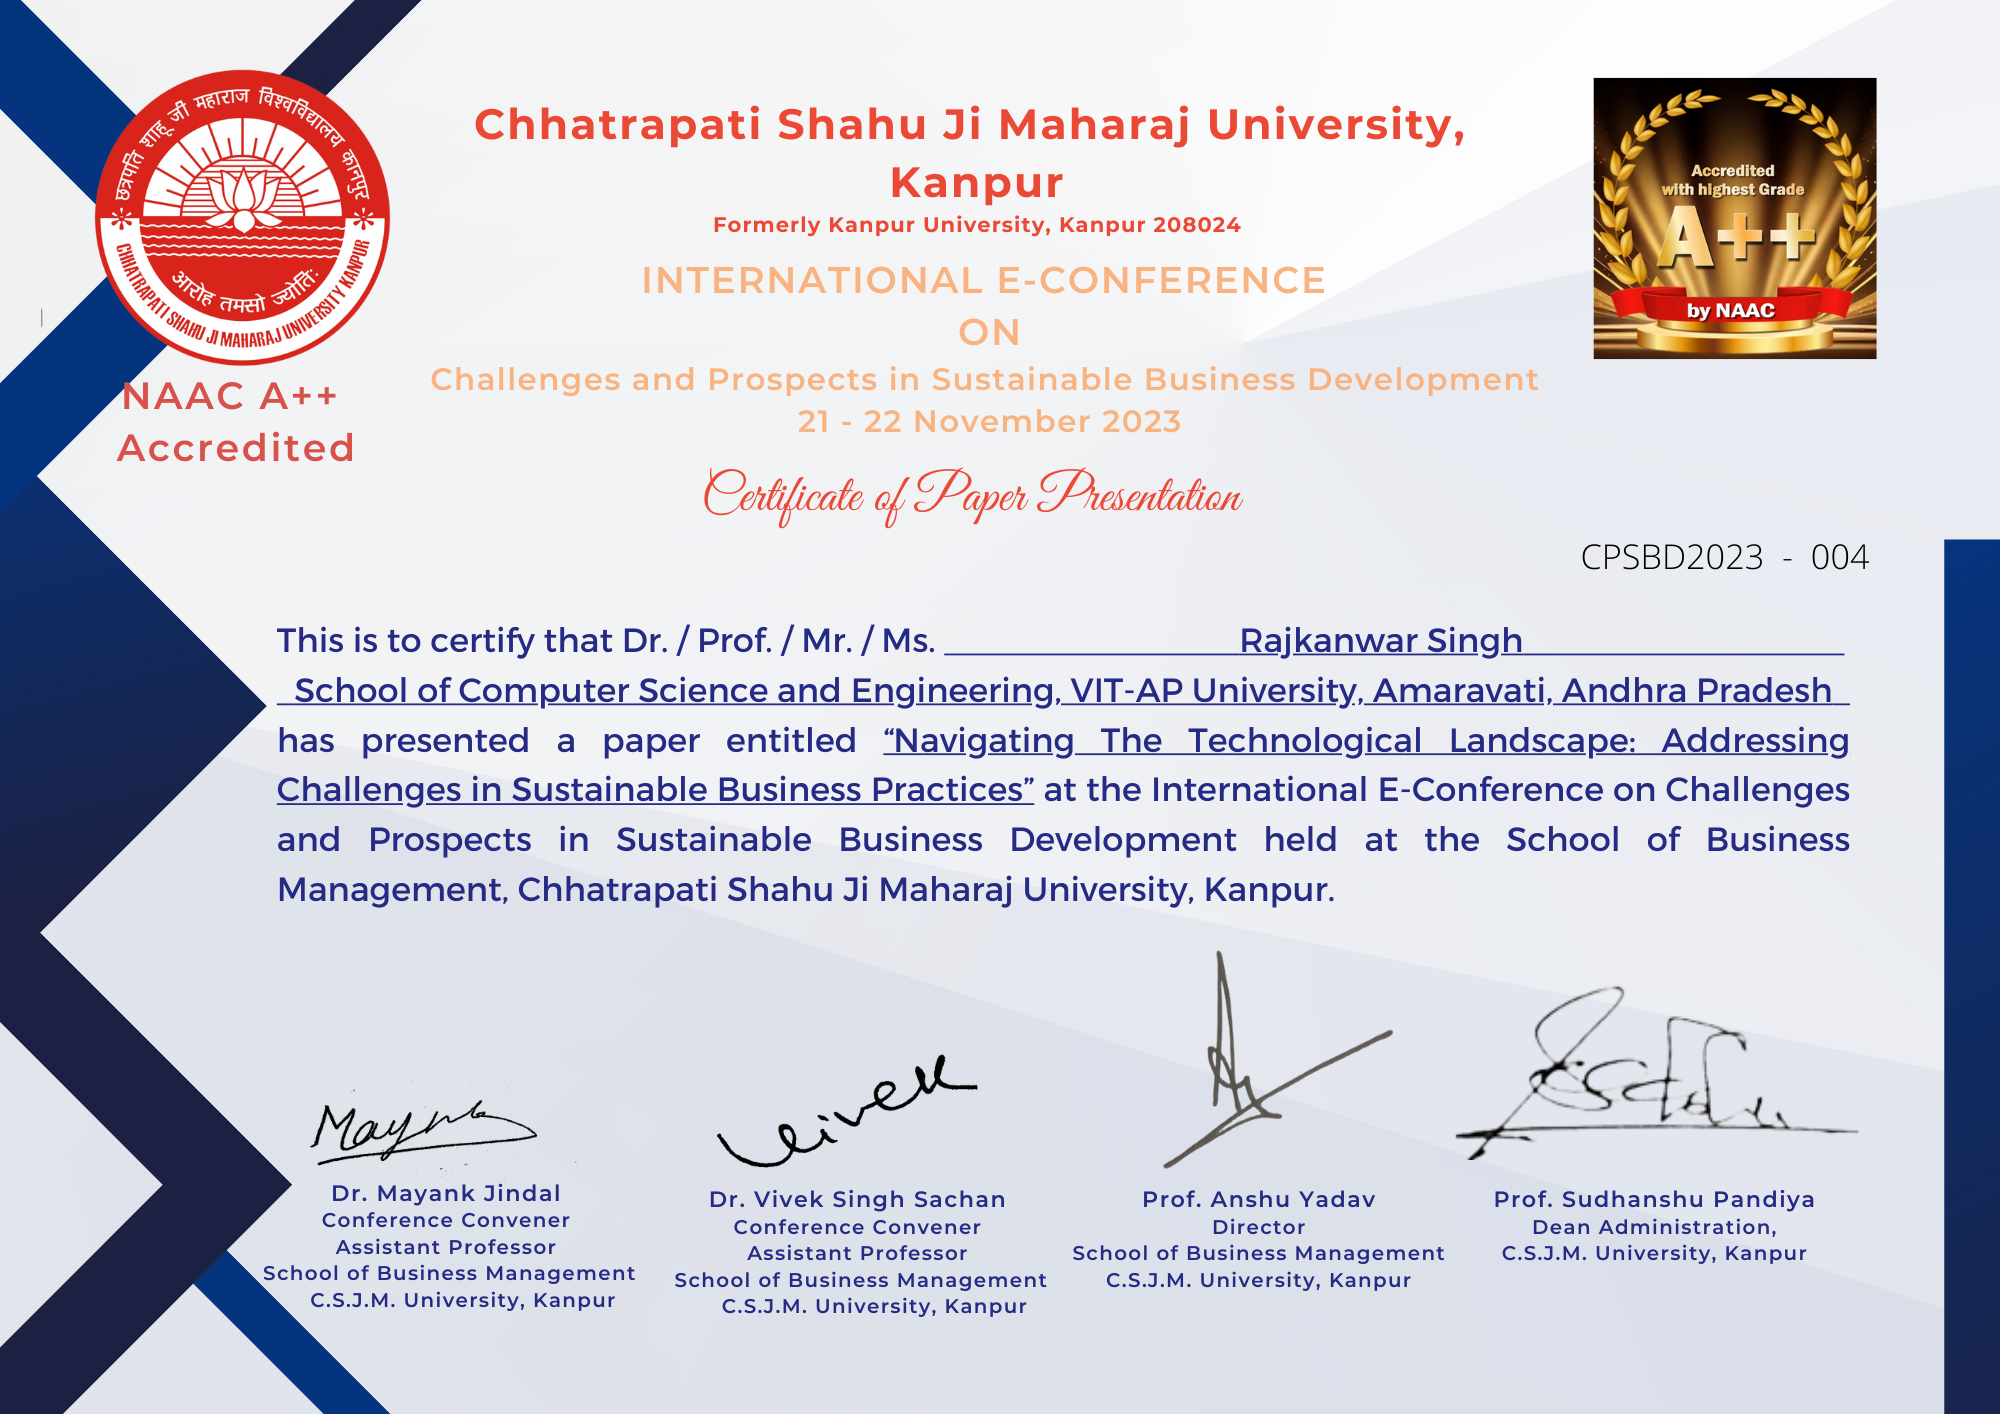 छत्रपति शाहू जी महाराज विश्वविद्यालय कानपुर
आरोह तमसो ज्योतिः
CHHATRAPATI SHAHU JI MAHARAJ UNIVERSITY KANPUR
NAAC A++
Accredited
Chhatrapati Shahu Ji Maharaj University,
Kanpur
Formerly Kanpur University, Kanpur 208024
INTERNATIONAL E-CONFERENCE
ON
Challenges and Prospects in Sustainable Business Development
21 - 22 November 2023
Certificate of Paper Presentation
Accredited
with highest Grade
A++
by NAAC
CPSBD2023 - 004
This is to certify that Dr. / Prof. / Mr. / Ms. Rajkanwar Singh
School of Computer Science and Engineering, VIT-AP University, Amaravati, Andhra Pradesh
has presented a paper entitled “Navigating The Technological Landscape: Addressing
Challenges in Sustainable Business Practices” at the International E-Conference on Challenges
and Prospects in Sustainable Business Development held at the School of Business
Management, Chhatrapati Shahu Ji Maharaj University, Kanpur.
Mayank
Vivek
Dr. Mayank Jindal
Conference Convener
Assistant Professor
School of Business Management
C.S.J.M. University, Kanpur
Dr. Vivek Singh Sachan
Conference Convener
Assistant Professor
School of Business Management
C.S.J.M. University, Kanpur
Prof. Anshu Yadav
Director
School of Business Management
C.S.J.M. University, Kanpur
Prof. Sudhanshu Pandiya
Dean Administration,
C.S.J.M. University, Kanpur